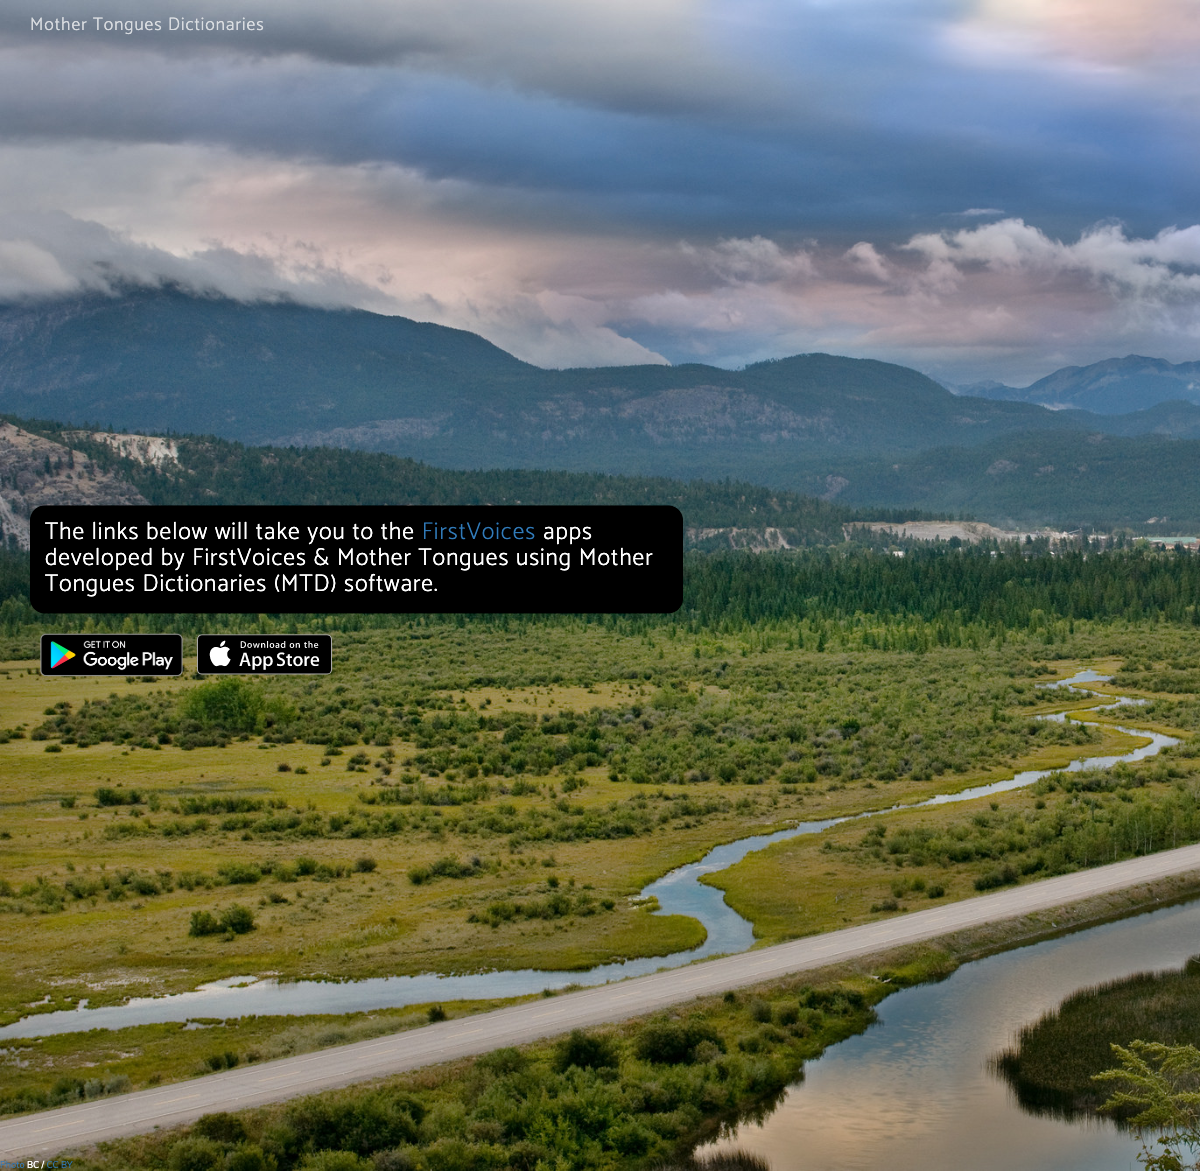 Mother Tongues Dictionaries
The links below will take you to the FirstVoices apps
developed by FirstVoices & Mother Tongues using Mother
Tongues Dictionaries (MTD) software.
GET IT ON
Google Play
Download on the
App Store
BC / CC BY